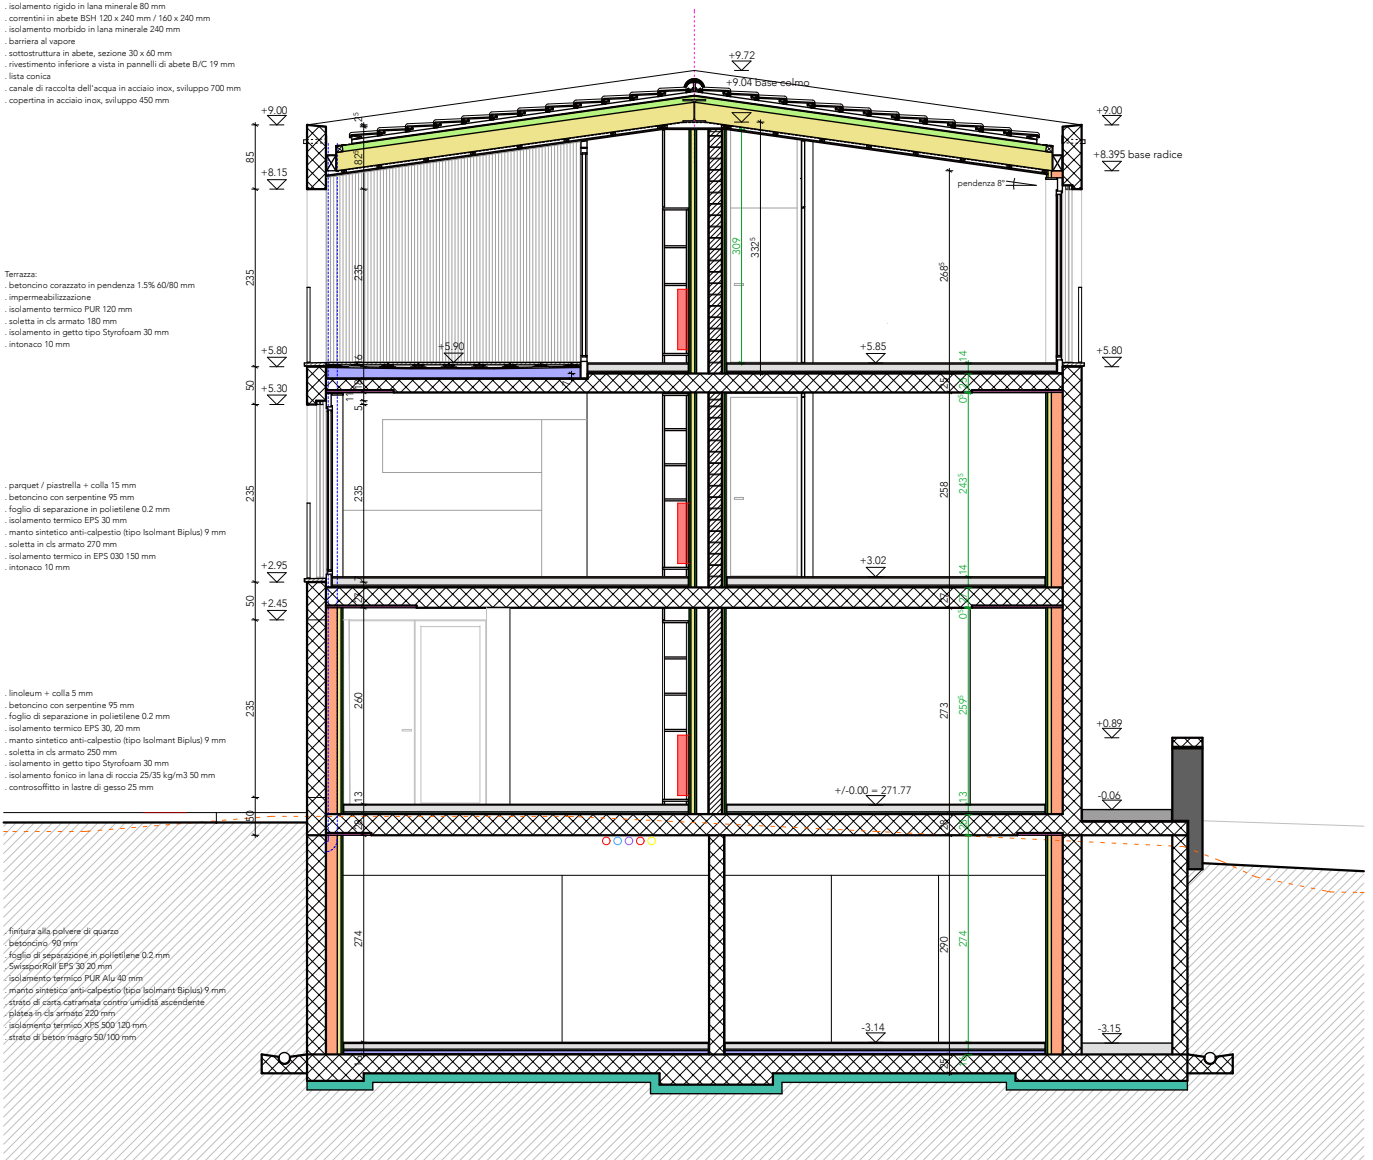 . isolamento rigido in lana minerale 80 mm
. correntini in abete BSH 120 x 240 mm / 160 x 240 mm
. isolamento morbido in lana minerale 240 mm
. barriera al vapore
. sottostruttura in abete, sezione 30 x 60 mm
. rivestimento inferiore a vista in pannelli di abete B/C 19 mm
. lista conica
. canale di raccolta dell'acqua in acciaio inox, sviluppo 700 mm
. copertina in acciaio inox, sviluppo 450 mm
+9.72
+9.04 base colmo
+9.00
+9.00
2⁵
85
82⁵
+8.15
+8.395 base radice
pendenza 8°
235
235
309
332⁵
268⁵
Terrazza:
. betoncino corazzato in pendenza 1.5% 60/80 mm
. impermeabilizzazione
. isolamento termico PUR 120 mm
. soletta in cls armato 180 mm
. isolamento in getto tipo Styrofoam 30 mm
. intonaco 10 mm
+5.80
+5.90
+5.85
+5.80
14
50
+5.30
235
235
258
243⁵
. parquet / piastrella + colla 15 mm
. betoncino con serpentine 95 mm
. foglio di separazione in polietilene 0.2 mm
. isolamento termico EPS 30 mm
. manto sintetico anti-calpestio (tipo Isolmant Biplus) 9 mm
. soletta in cls armato 270 mm
. isolamento termico in EPS 030 150 mm
. intonaco 10 mm
+2.95
+3.02
14
50
+2.45
27
0⁵
235
260
273
259⁵
. linoleum + colla 5 mm
. betoncino con serpentine 95 mm
. foglio di separazione in polietilene 0.2 mm
. isolamento termico EPS 30, 20 mm
. manto sintetico anti-calpestio (tipo Isolmant Biplus) 9 mm
. soletta in cls armato 250 mm
. isolamento in getto tipo Styrofoam 30 mm
. isolamento fonico in lana di roccia 25/35 kg/m3 50 mm
. controsoffitto in lastre di gesso 25 mm
+0.89
+/-0.00 = 271.77
-0.06
13
13
50
28
274
290
274
. finitura alla polvere di quarzo
. betoncino 90 mm
. foglio di separazione in polietilene 0.2 mm
. SwissporRoll EPS 30 20 mm
. isolamento termico PUR Alu 40 mm
. manto sintetico anti-calpestio (tipo Isolmant Biplus) 9 mm
. strato di carta catramata contro umidità ascendente
. platea in cls armato 220 mm
. isolamento termico XPS 500 120 mm
. strato di beton magro 50/100 mm
-3.14
-3.15